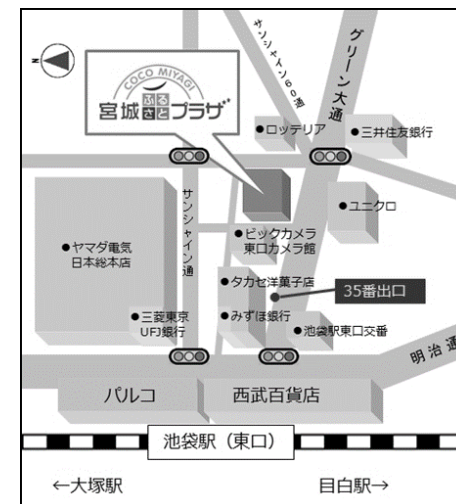 N
COCO MIYAGI
宮城ふるさとプラザ
サンシャイン60通
グリーン大通
ロッテリア
三井住友銀行
サンシャイン通
ユニクロ
ビックカメラ
東口カメラ館
ヤマダ電気
日本総本店
タカセ洋菓子店
35番出口
三菱東京
UFJ銀行
みずほ銀行
池袋駅東口交番
明治通
パルコ
西武百貨店
池袋駅（東口）
←大塚駅
目白駅→